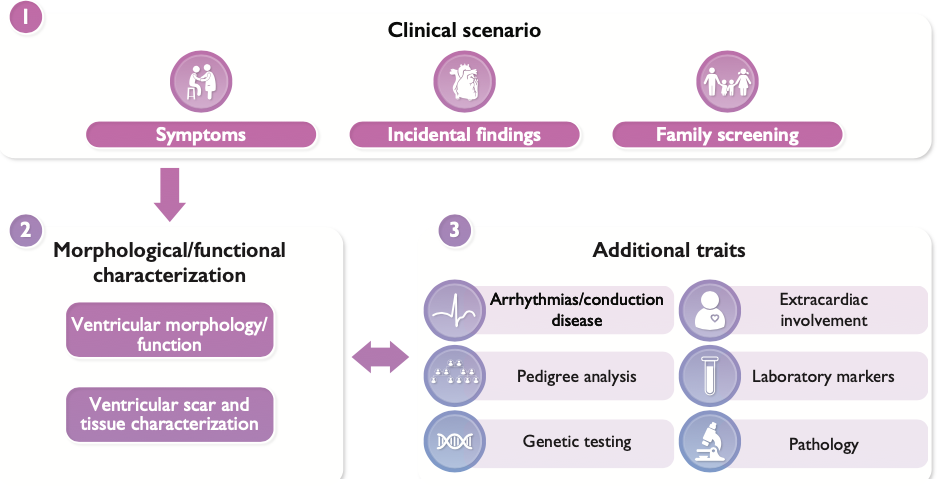 1
Clinical scenario
Symptoms
Incidental findings
Family screening
2
Morphological/functional
characterization
Ventricular morphology/
function
Ventricular scar and
tissue characterization
3
Additional traits
Arrhythmias/conduction
disease
Extracardiac
involvement
Pedigree analysis
Laboratory markers
Genetic testing
Pathology